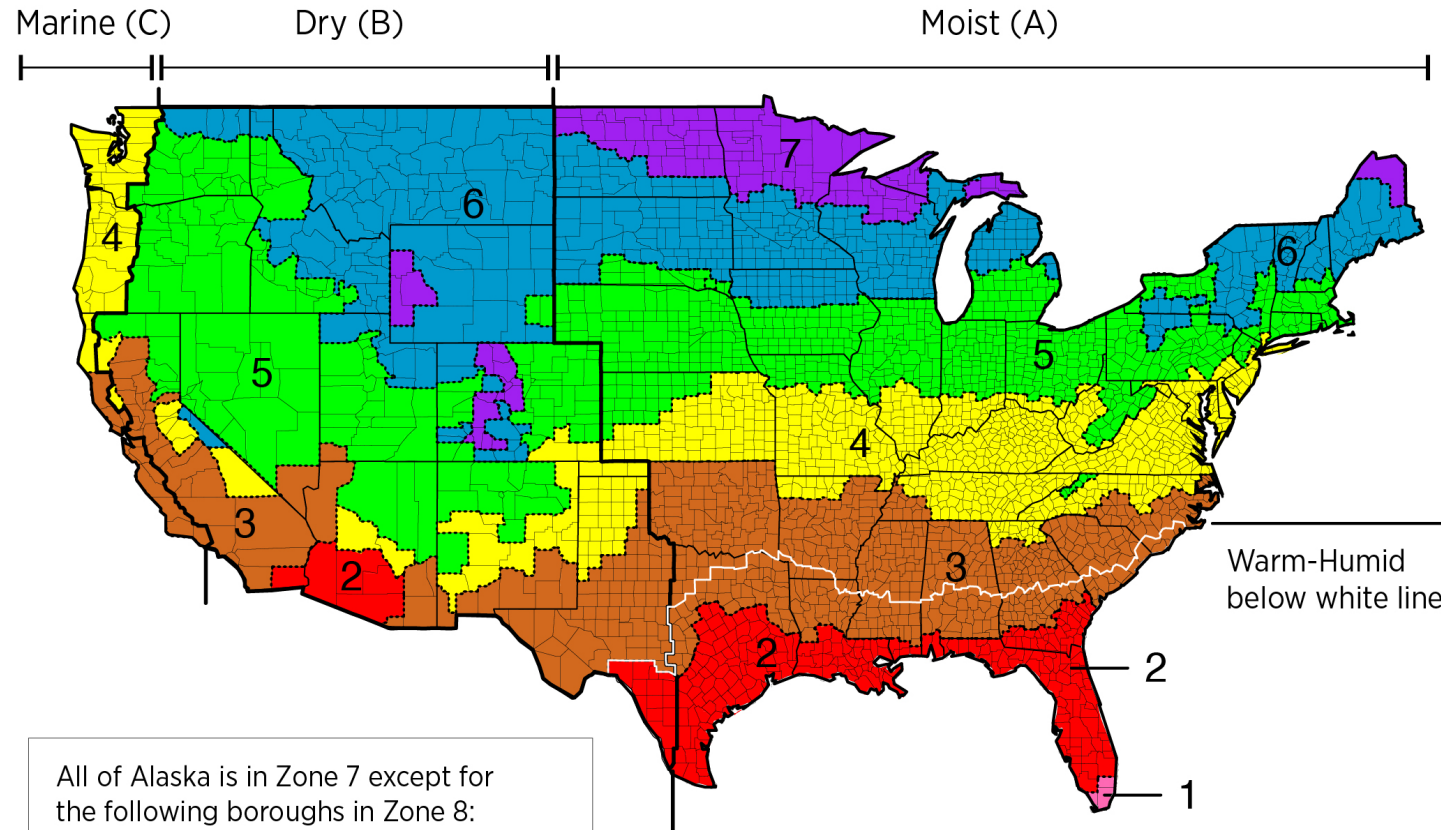 Marine (C)
Dry (B)
Moist (A)
7
6
4
6
5
5
4
3
3
2
2
Warm-Humid
below white line
2
1
All of Alaska is in Zone 7 except for
the following boroughs in Zone 8: